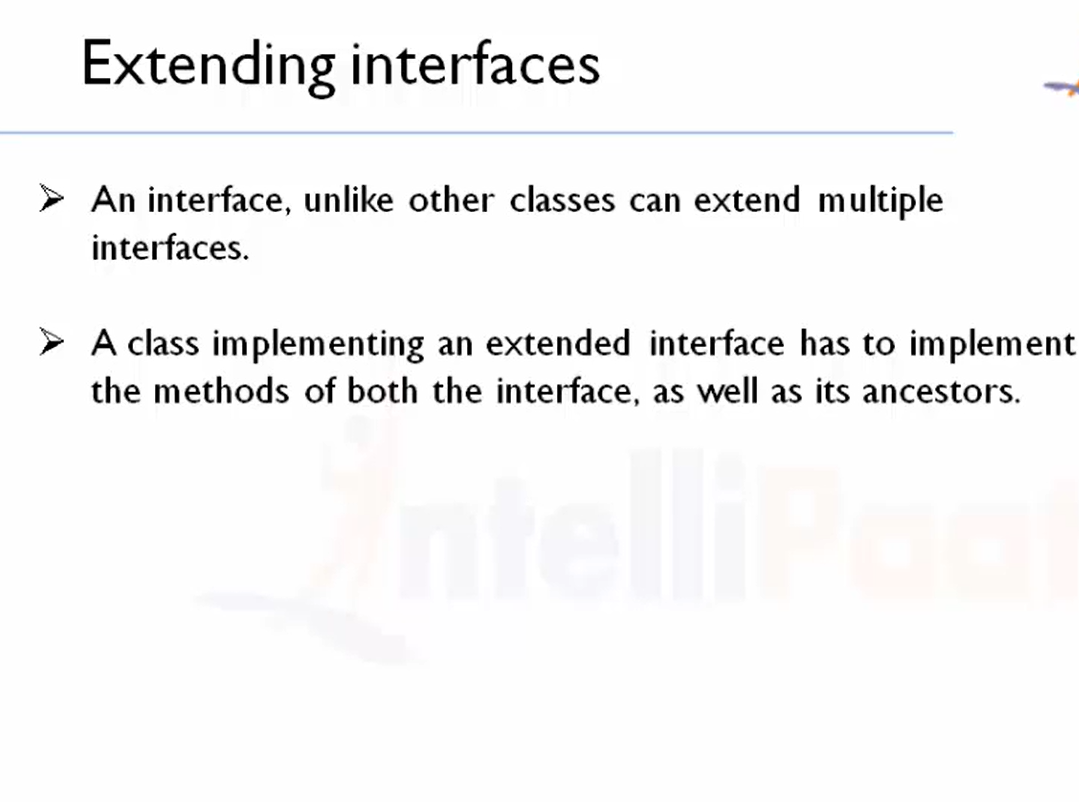 Extending interfaces
An interface, unlike other classes can extend multiple
interfaces.
A class implementing an extended interface has to implement
the methods of both the interface, as well as its ancestors.
intelliPaat